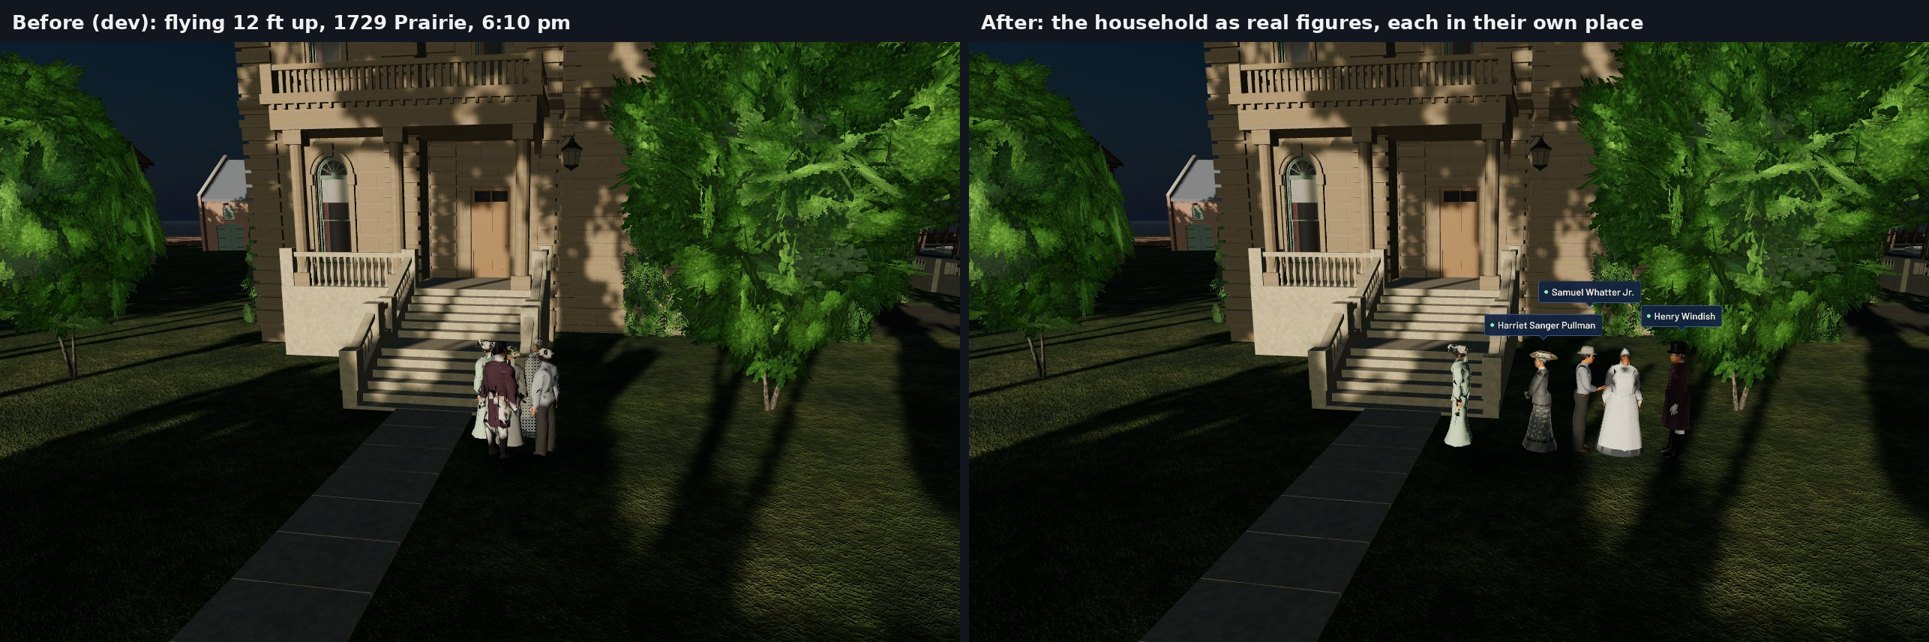 Before (dev): flying 12 ft up, 1729 Prairie, 6:10 pm
After: the household as real figures, each in their own place
Samuel Whatter Jr.
Henry Windish
Harriet Sanger Pullman